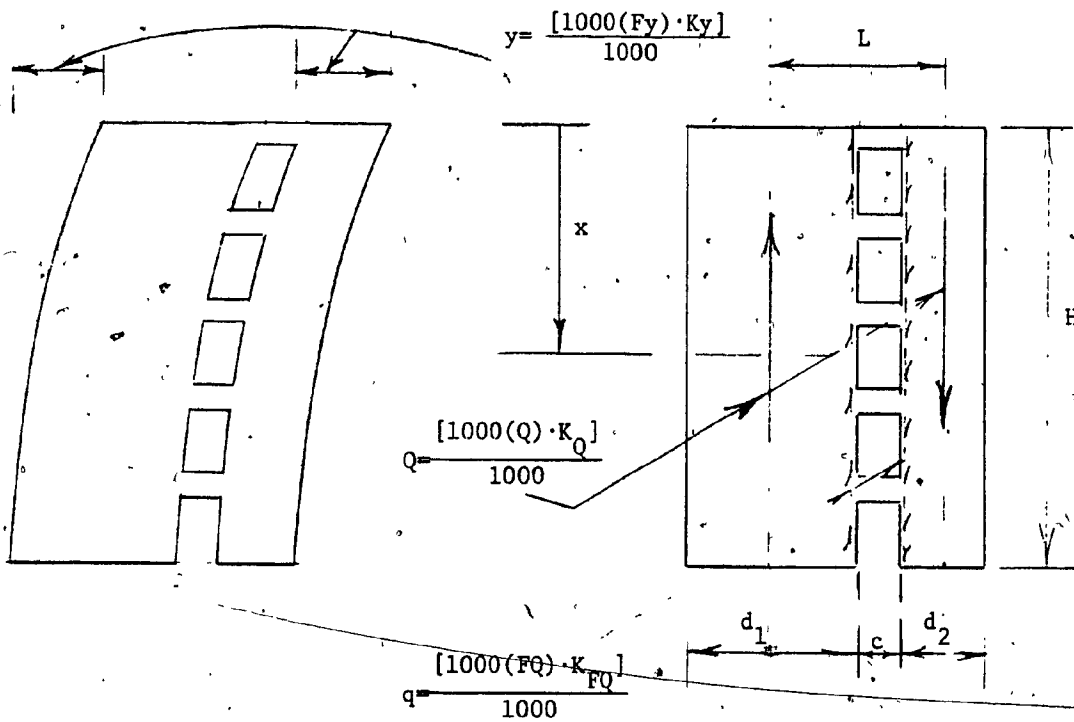 y= [1000(Fy)·Ky] / 1000
L
x
H
Q= [1000(Q)·K_Q] / 1000
d_1
c
d_2
q= [1000(FQ)·K_FQ] / 1000